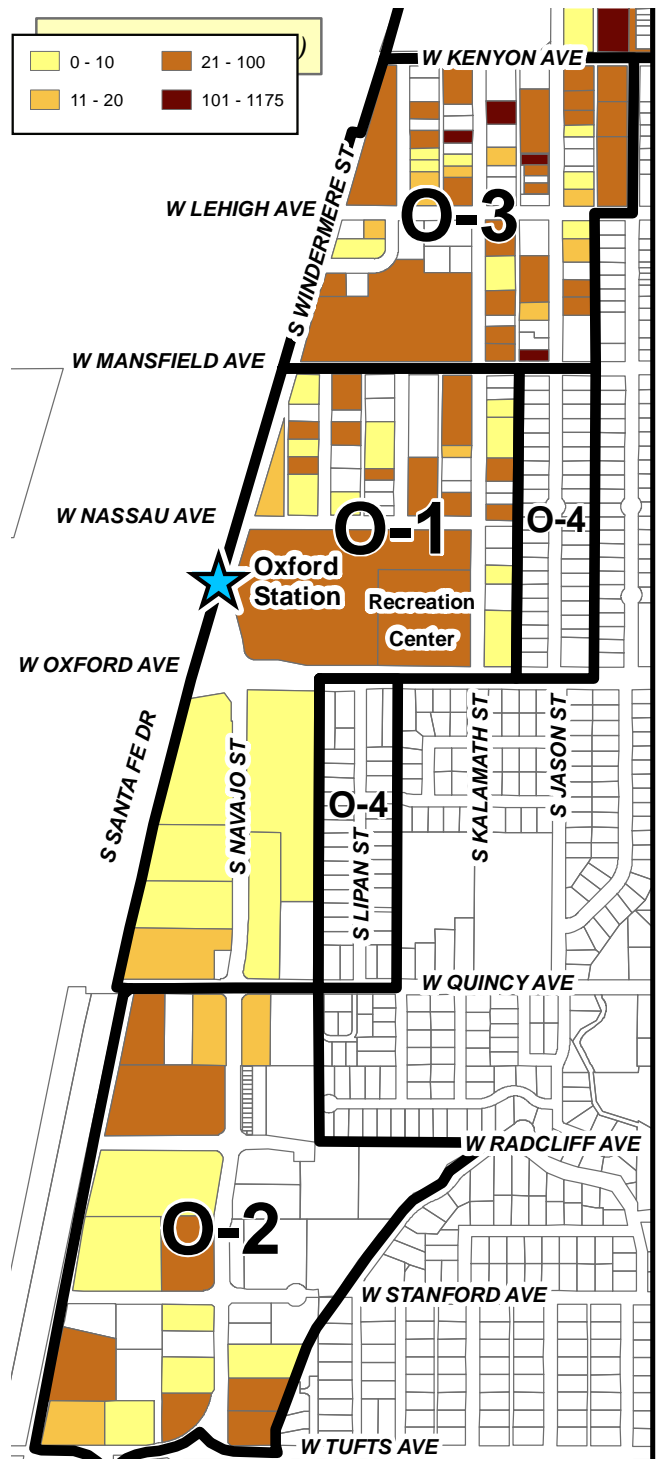 )
0 - 10
21 - 100
11 - 20
101 - 1175
W KENYON AVE
S WINDERMERE ST
W LEHIGH AVE
O-3
W MANSFIELD AVE
W NASSAU AVE
O-1
O-4
Oxford
Station
Recreation
Center
W OXFORD AVE
S SANTA FE DR
S NAVAJO ST
O-4
S LIPAN ST
S KALAMATH ST
S JASON ST
W QUINCY AVE
W RADCLIFF AVE
O-2
W STANFORD AVE
W TUFTS AVE